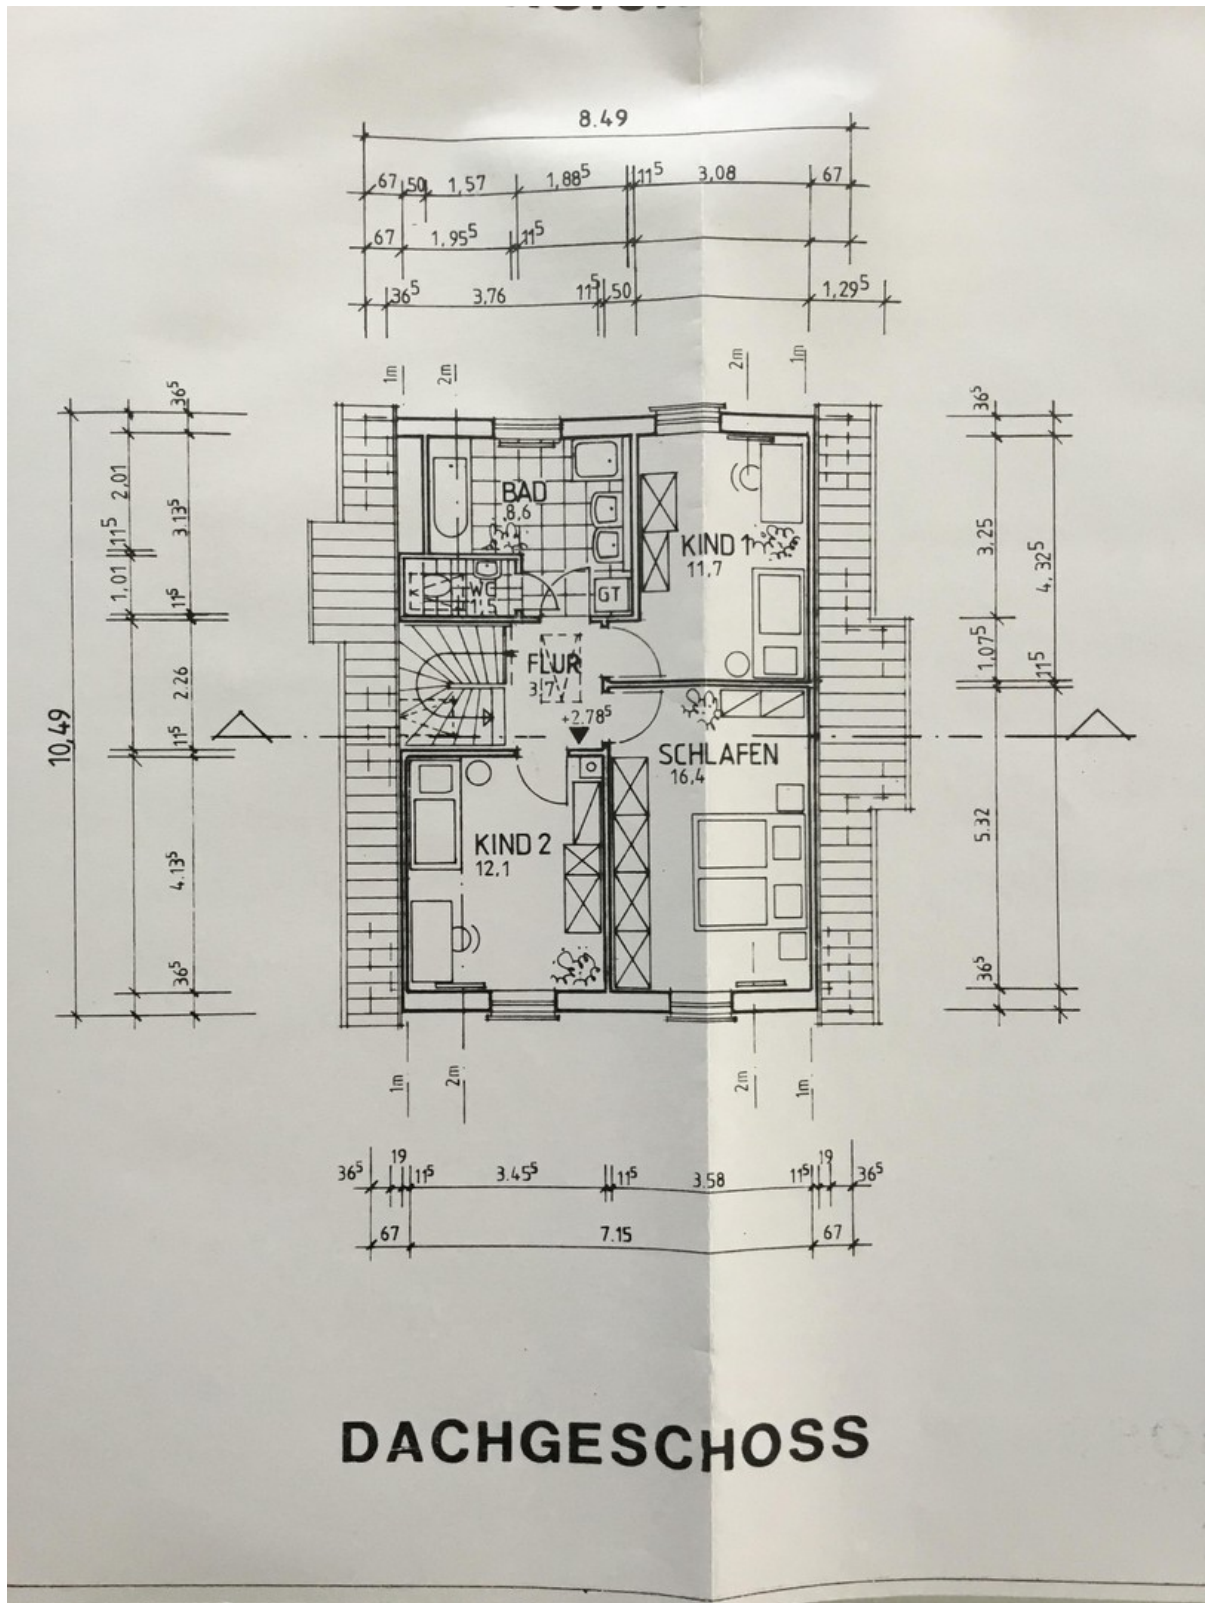 8.49
67 50 1,57 1,88⁵ 11⁵ 3,08 67
67 1,95⁵ 11⁵
36⁵ 3,76 11⁵ 50 1,29⁵
1m 2m 2m 1m
36⁵ 36⁵
2,01 3.13⁵ 3,25 4,32⁵
BAD
8,6
KIND 1
11,7
11⁵
1,01 11⁵ 1,07⁵ 11⁵
WC
1,5
GT
FLUR
3,7
2.26
+2.78⁵
10,49
11⁵
SCHLAFEN
16,4
5.32
KIND 2
12,1
4.13⁵
36⁵ 36⁵
1m 2m 2m 1m
36⁵ 19 11⁵ 3.45⁵ 11⁵ 3.58 11⁵ 19 36⁵
67 7.15 67
DACHGESCHOSS